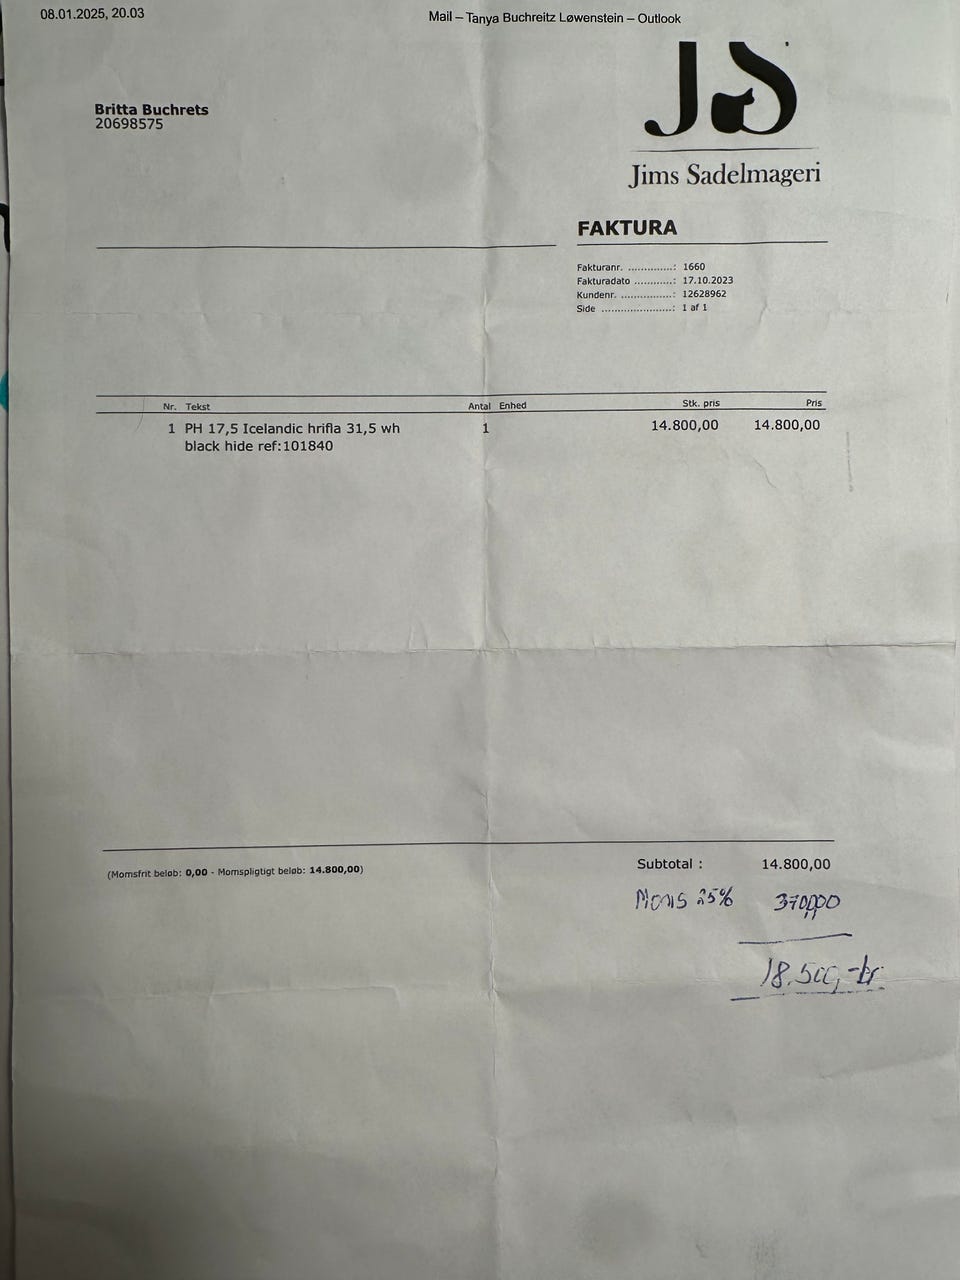 08.01.2025, 20.03
Mail – Tanya Buchreitz Løwenstein – Outlook
JS
Jims Sadelmageri
Britta Buchrets
20698575
FAKTURA
Fakturanr. ..............: 1660
Fakturadato ............: 17.10.2023
Kundenr. ................: 12628962
Side ......................: 1 af 1
Nr. Tekst Antal Enhed Stk. pris Pris
1 PH 17,5 Icelandic hrifla 31,5 wh 1 14.800,00 14.800,00
black hide ref:101840
(Momsfrit beløb: 0,00 - Momspligtigt beløb: 14.800,00)
Subtotal : 14.800,00
Moms 25% 3700,00
18.500,- kr.